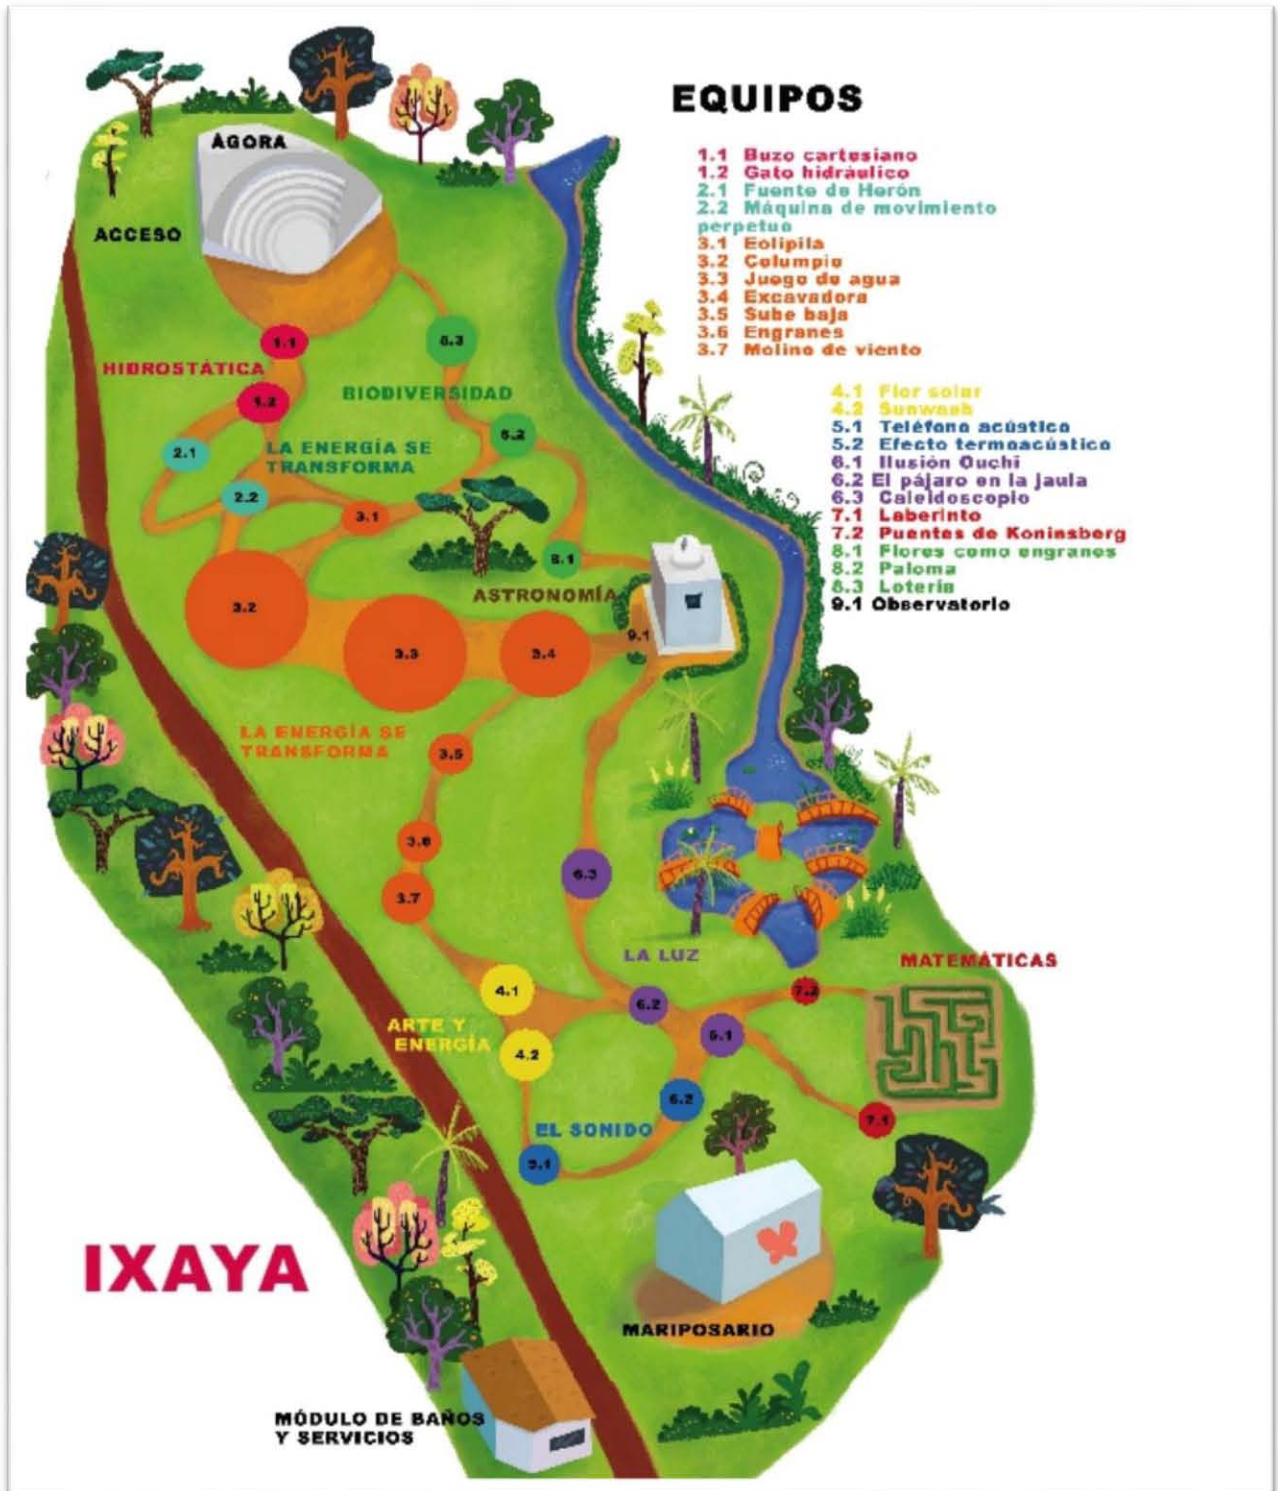 EQUIPOS
1.1 Buzo cartesiano
1.2 Gato hidráulico
2.1 Fuente de Herón
2.2 Máquina de movimiento
perpetuo
3.1 Eolipila
3.2 Columpio
3.3 Juego de agua
3.4 Excavadora
3.5 Sube baja
3.6 Engranes
3.7 Molino de viento
4.1 Flor solar
4.2 Sunwash
5.1 Teléfono acústico
5.2 Efecto termoacústico
6.1 Ilusión Ouchi
6.2 El pájaro en la jaula
6.3 Caleidoscopio
7.1 Laberinto
7.2 Puentes de Koninsberg
8.1 Flores como engranes
8.2 Paloma
8.3 Lotería
9.1 Observatorio
ÁGORA
ACCESO
1.1
8.3
HIDROSTÁTICA
BIODIVERSIDAD
1.2
8.2
2.1
LA ENERGÍA SE
TRANSFORMA
2.2
3.1
8.1
ASTRONOMÍA
3.2
9.1
3.3
3.4
LA ENERGÍA SE
TRANSFORMA
3.5
3.6
6.3
3.7
LA LUZ
MATEMÁTICAS
4.1
6.2
7.2
ARTE Y
ENERGÍA
6.1
4.2
5.2
EL SONIDO
7.1
5.1
IXAYA
MARIPOSARIO
MÓDULO DE BAÑOS
Y SERVICIOS